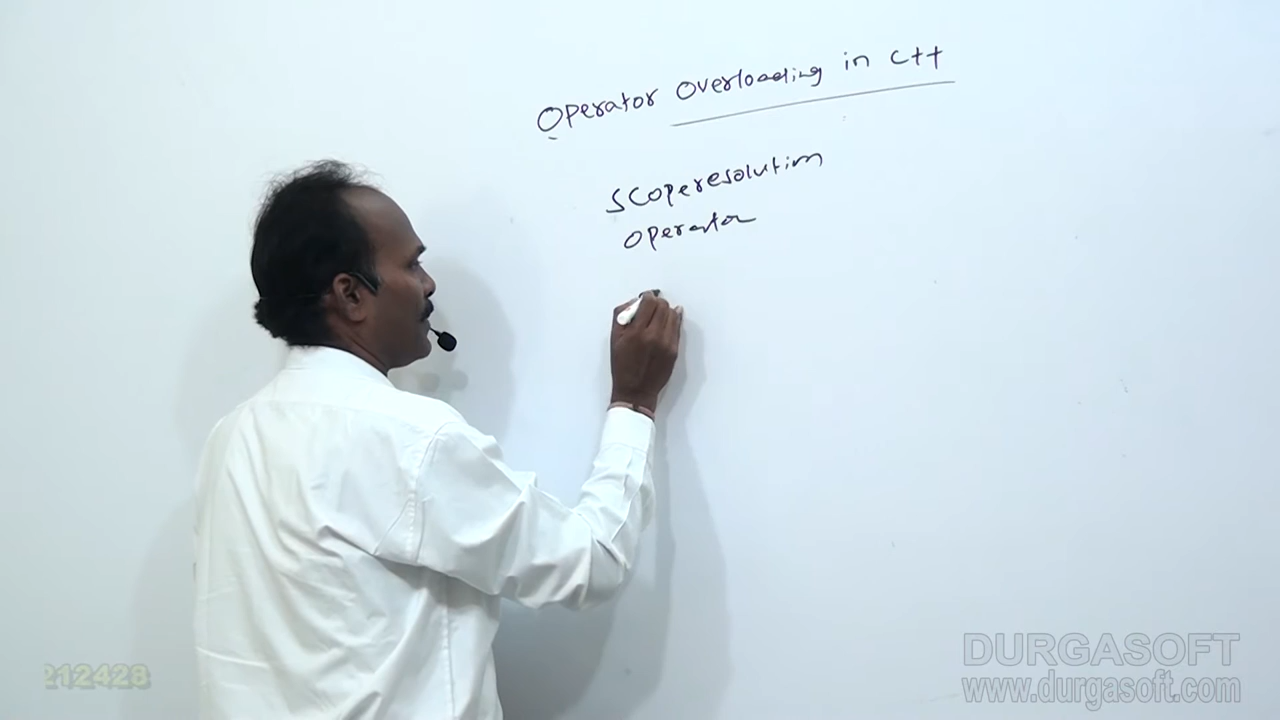 Operator Overloading in C++
Scoperesolution
Operator
DURGASOFT
www.durgasoft.com
212428